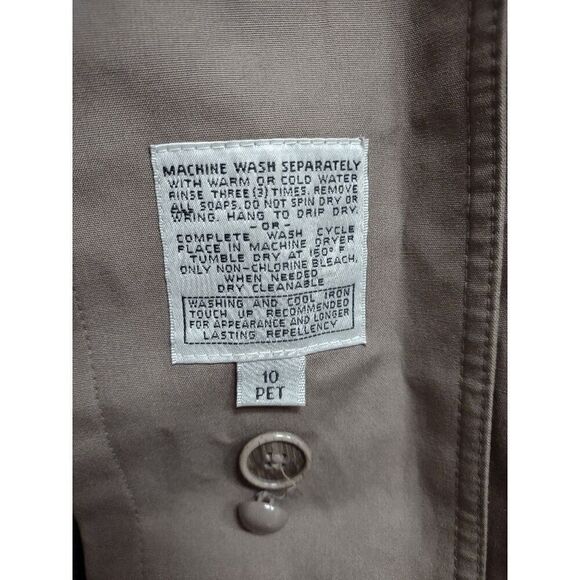 MACHINE WASH SEPARATELY
WITH WARM OR COLD WATER
RINSE THREE (3) TIMES. REMOVE
ALL SOAPS. DO NOT SPIN DRY OR
WRING. HANG TO DRIP DRY.
-OR-
COMPLETE WASH CYCLE
PLACE IN MACHINE DRYER
TUMBLE DRY AT 150° F.
ONLY NON-CHLORINE BLEACH,
WHEN NEEDED
DRY CLEANABLE
WASHING AND COOL IRON
TOUCH UP RECOMMENDED
FOR APPEARANCE AND LONGER
LASTING REPELLENCY
10
PET